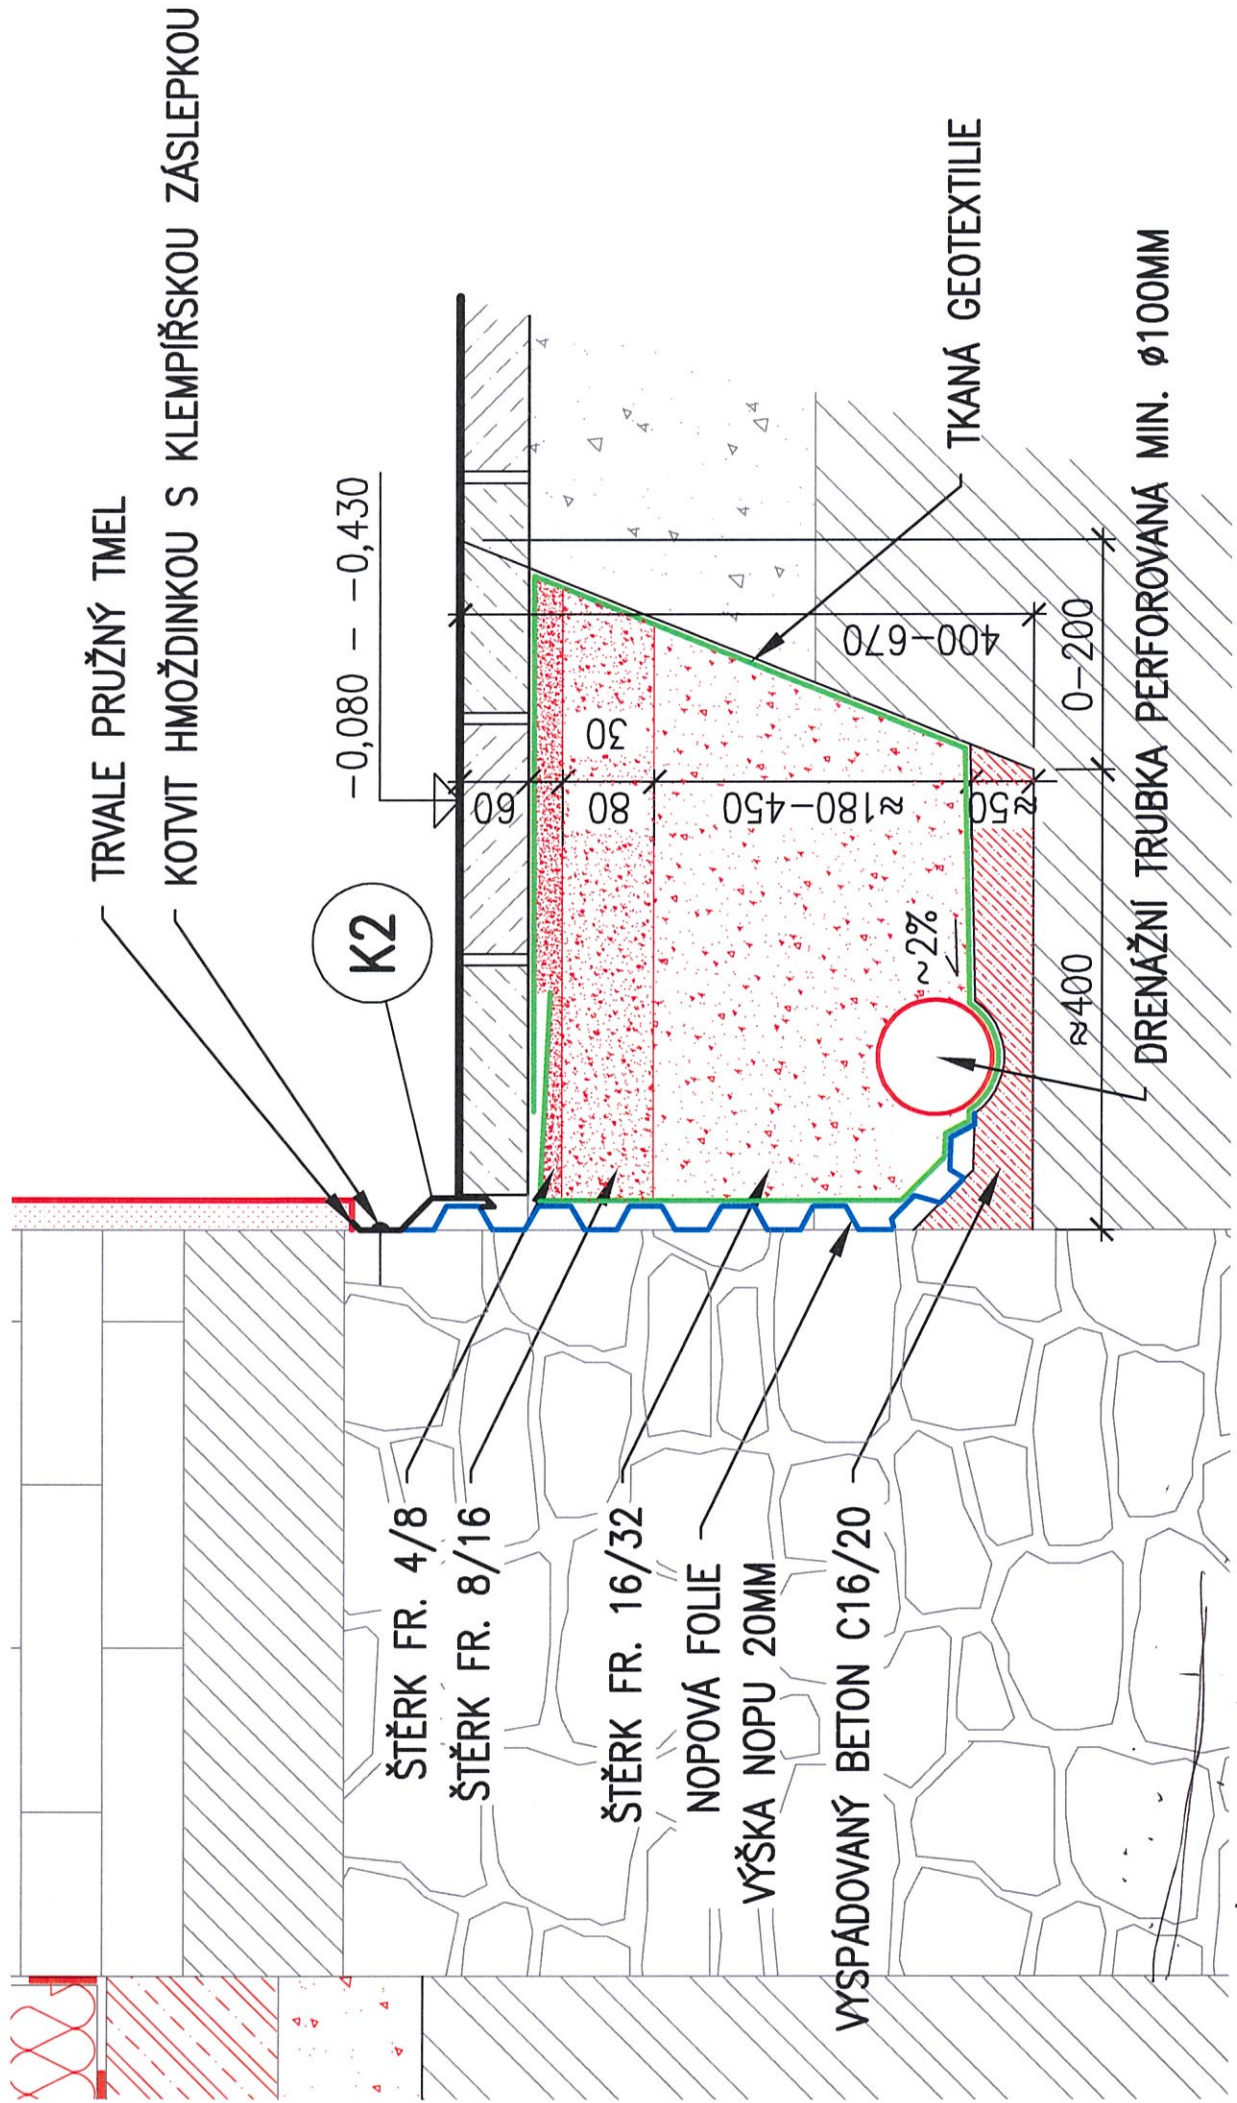 TRVALE PRUŽNÝ TMEL
KOTVIT HMOŽDINKOU S KLEMPÍŘSKOU ZÁSLEPKOU
-0,080 - -0,430
K2
60
30
80
≈180-450
≈50
400-670
~2%
≈400
0-200
TKANÁ GEOTEXTILIE
DRENÁŽNÍ TRUBKA PERFOROVANÁ MIN. ø100MM
ŠTĚRK FR. 4/8
ŠTĚRK FR. 8/16
ŠTĚRK FR. 16/32
NOPOVÁ FOLIE
VÝŠKA NOPU 20MM
VYSPÁDOVANÝ BETON C16/20